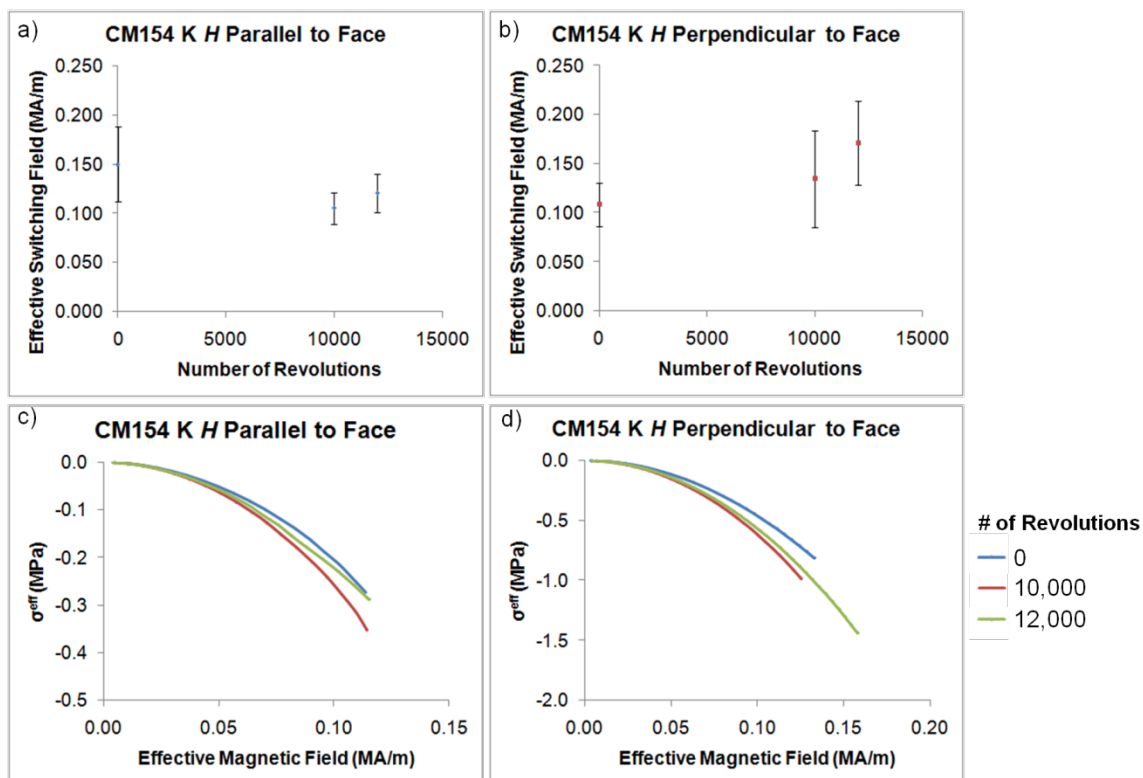 a)
CM154 K H Parallel to Face
Effective Switching Field (MA/m)
0.250
0.200
0.150
0.100
0.050
0.000
0
5000
10000
15000
Number of Revolutions
b)
CM154 K H Perpendicular to Face
Effective Switching Field (MA/m)
0.250
0.200
0.150
0.100
0.050
0.000
0
5000
10000
15000
Number of Revolutions
c)
CM154 K H Parallel to Face
σeff (MPa)
0.0
-0.1
-0.2
-0.3
-0.4
-0.5
0.00
0.05
0.10
0.15
Effective Magnetic Field (MA/m)
d)
CM154 K H Perpendicular to Face
σeff (MPa)
0.0
-0.5
-1.0
-1.5
-2.0
0.00
0.05
0.10
0.15
0.20
Effective Magnetic Field (MA/m)
# of Revolutions
0
10,000
12,000